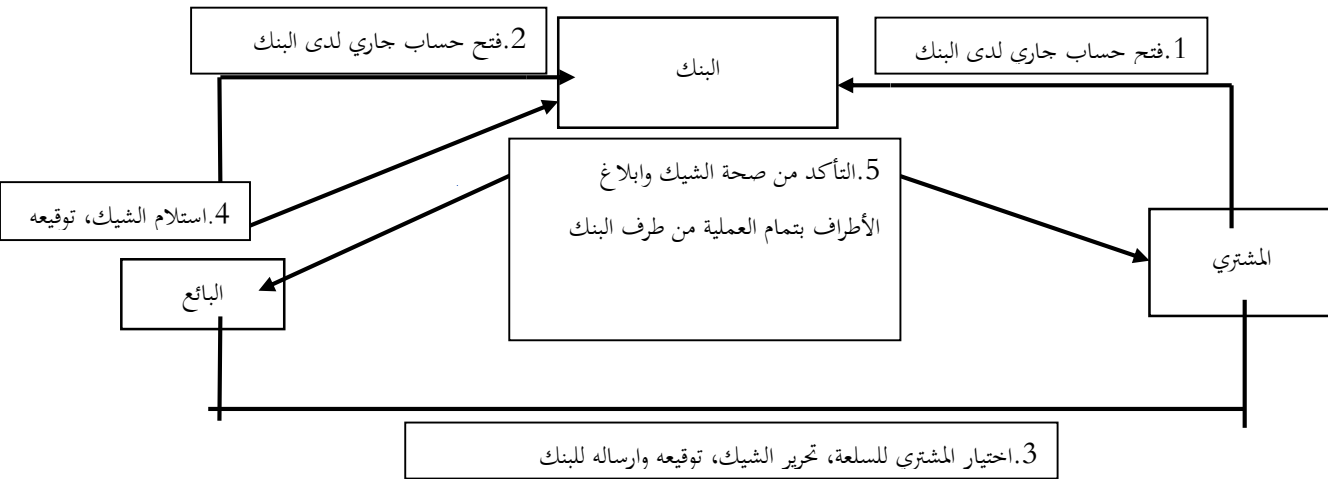 1.فتح حساب جاري لدى البنك
البنك
2.فتح حساب جاري لدى البنك
5.التأكد من صحة الشيك وابلاغ
الأطراف بتمام العملية من طرف البنك
4.استلام الشيك، توقيعه
المشتري
البائع
3.اختيار المشتري للسلعة، تحرير الشيك، توقيعه وارساله للبنك